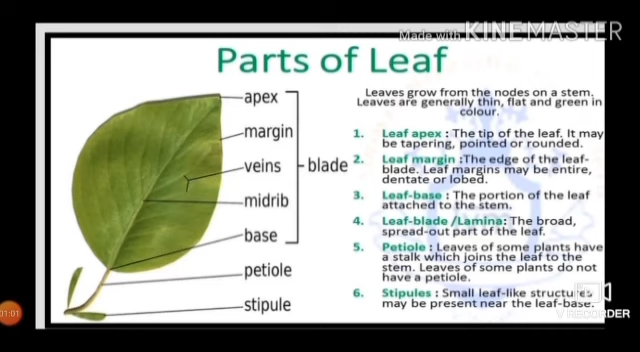 Made with KINEMASTER
Parts of Leaf
apex
margin
veins
blade
midrib
base
petiole
stipule
Leaves grow from the nodes on a stem.
Leaves are generally thin, flat and green in
colour.
1. Leaf apex : The tip of the leaf. It may
be tapering, pointed or rounded.
2. Leaf margin :The edge of the leaf-
blade. Leaf margins may be entire,
dentate or lobed.
3. Leaf-base : The portion of the leaf
attached to the stem.
4. Leaf-blade /Lamina: The broad,
spread-out part of the leaf.
5. Petiole : Leaves of some plants have
a stalk which joins the leaf to the
stem. Leaves of some plants do not
have a petiole.
6. Stipules : Small leaf-like structures
may be present near the leaf-base.
01:01
V RECORDER